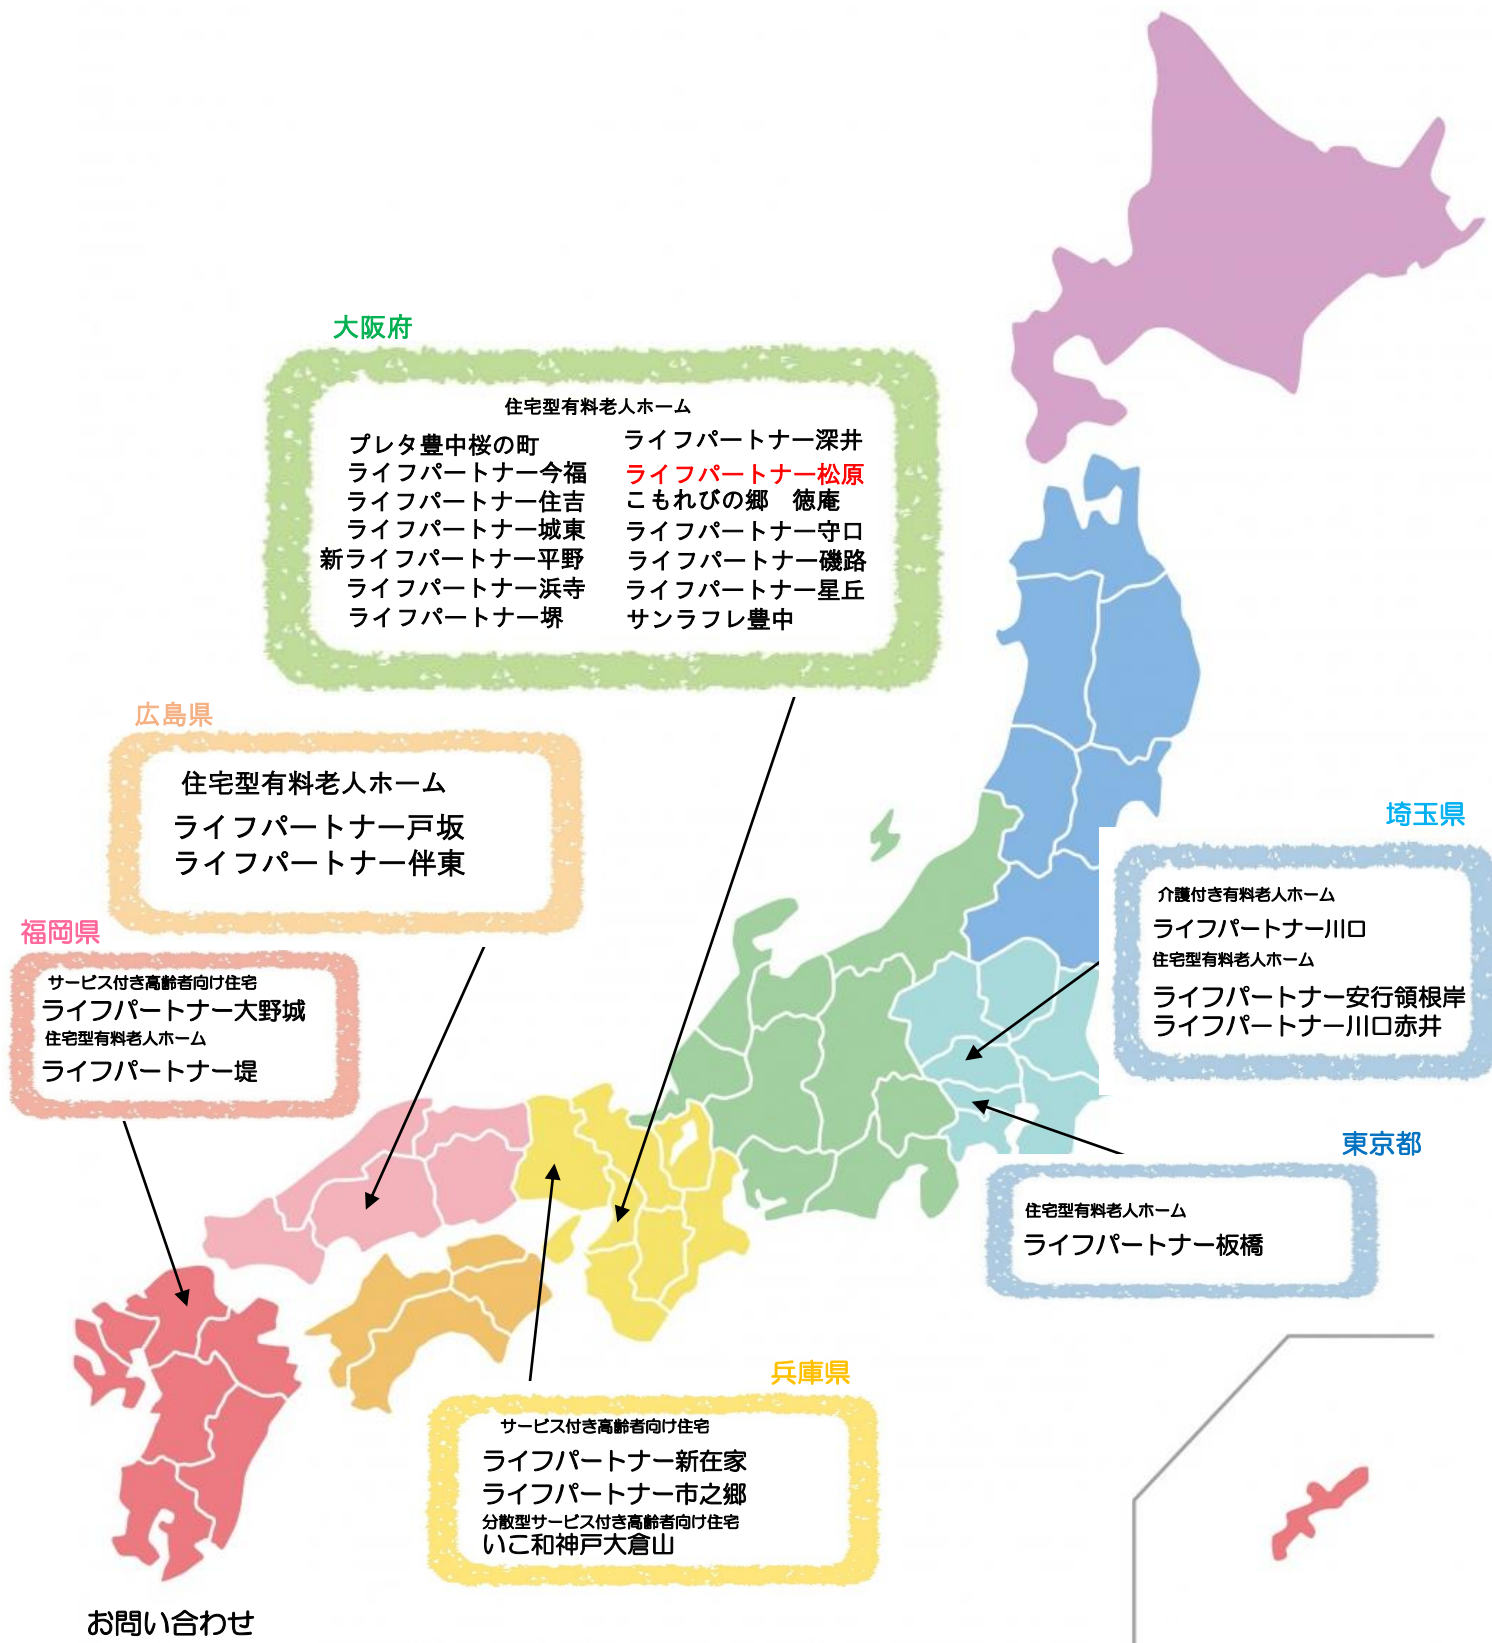 大阪府
住宅型有料老人ホーム
プレタ豊中桜の町
ライフパートナー今福
ライフパートナー住吉
ライフパートナー城東
新ライフパートナー平野
ライフパートナー浜寺
ライフパートナー堺
ライフパートナー深井
ライフパートナー松原
こもれびの郷　徳庵
ライフパートナー守口
ライフパートナー磯路
ライフパートナー星丘
サンラフレ豊中
広島県
住宅型有料老人ホーム
ライフパートナー戸坂
ライフパートナー伴東
埼玉県
介護付き有料老人ホーム
ライフパートナー川口
住宅型有料老人ホーム
ライフパートナー安行領根岸
ライフパートナー川口赤井
福岡県
サービス付き高齢者向け住宅
ライフパートナー大野城
住宅型有料老人ホーム
ライフパートナー堤
東京都
住宅型有料老人ホーム
ライフパートナー板橋
兵庫県
サービス付き高齢者向け住宅
ライフパートナー新在家
ライフパートナー市之郷
分散型サービス付き高齢者向け住宅
いこ和神戸大倉山
お問い合わせ